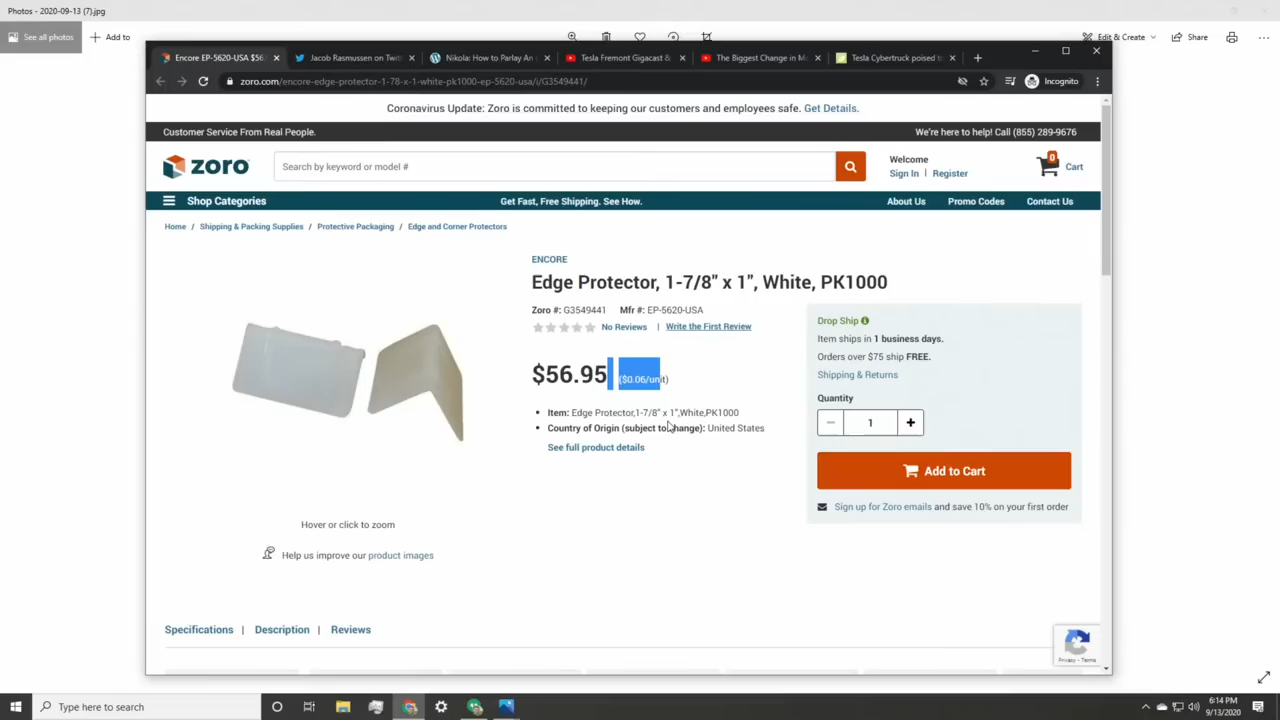 Photos - 2020-09-13 (7).jpg
See all photos
Add to
Edit & Create
Share
Encore EP-5620-USA $56
Jacob Rasmussen on Twit
Nikola: How to Parlay An
Tesla Fremont Gigacast &
The Biggest Change in M
Tesla Cybertruck poised t
zoro.com/encore-edge-protector-1-78-x-1-white-pk1000-ep-5620-usa/i/G3549441/
Incognito
Coronavirus Update: Zoro is committed to keeping our customers and employees safe. Get Details.
Customer Service From Real People.
We're here to help! Call (855) 289-9676
zoro
Search by keyword or model #
Welcome
Sign In | Register
0
Cart
Shop Categories
Get Fast, Free Shipping. See How.
About Us
Promo Codes
Contact Us
Home / Shipping & Packing Supplies / Protective Packaging / Edge and Corner Protectors
ENCORE
Edge Protector, 1-7/8" x 1", White, PK1000
Zoro #: G3549441 Mfr #: EP-5620-USA
No Reviews | Write the First Review
$56.95 ($0.06/unit)
Item: Edge Protector,1-7/8" x 1",White,PK1000
Country of Origin (subject to change): United States
See full product details
Drop Ship
Item ships in 1 business days.
Orders over $75 ship FREE.
Shipping & Returns
Quantity
1
Add to Cart
Sign up for Zoro emails and save 10% on your first order
Hover or click to zoom
Help us improve our product images
Specifications | Description | Reviews
Privacy - Terms
Type here to search
6:14 PM
9/13/2020